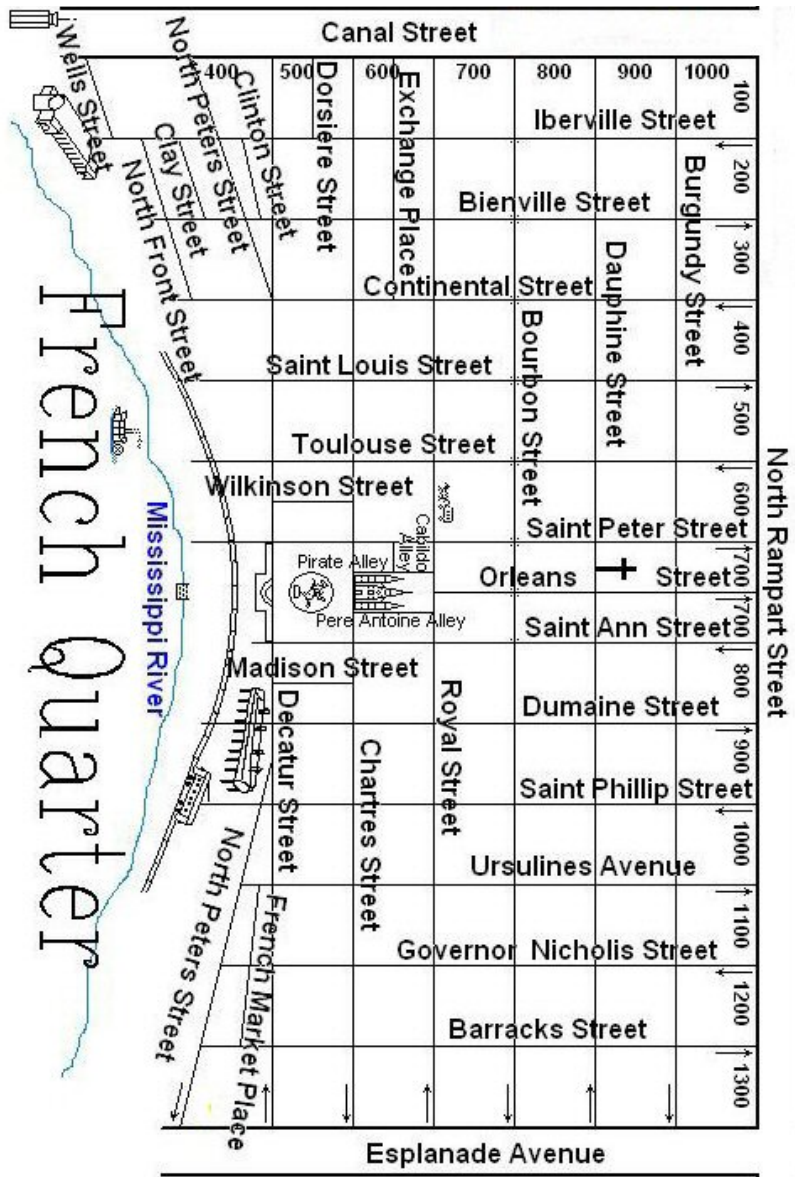 Canal Street
400
500
600
700
800
900
1000
Wells Street
North Peters Street
Clinton Street
Clay Street
North Front Street
Dorsiere Street
Exchange Place
100
Iberville Street
200
Bienville Street
Burgundy Street
300
Dauphine Street
Continental Street
400
Bourbon Street
Saint Louis Street
500
Toulouse Street
North Rampart Street
Wilkinson Street
600
Saint Peter Street
Cabildo Alley
Pirate Alley
700
Orleans Street
Pere Antoine Alley
700
Saint Ann Street
Madison Street
800
Dumaine Street
Royal Street
Decatur Street
900
Chartres Street
Saint Phillip Street
1000
Ursulines Avenue
North Peters Street
French Market Place
1100
Governor Nicholis Street
1200
Barracks Street
1300
Esplanade Avenue
Mississippi River
French Quarter